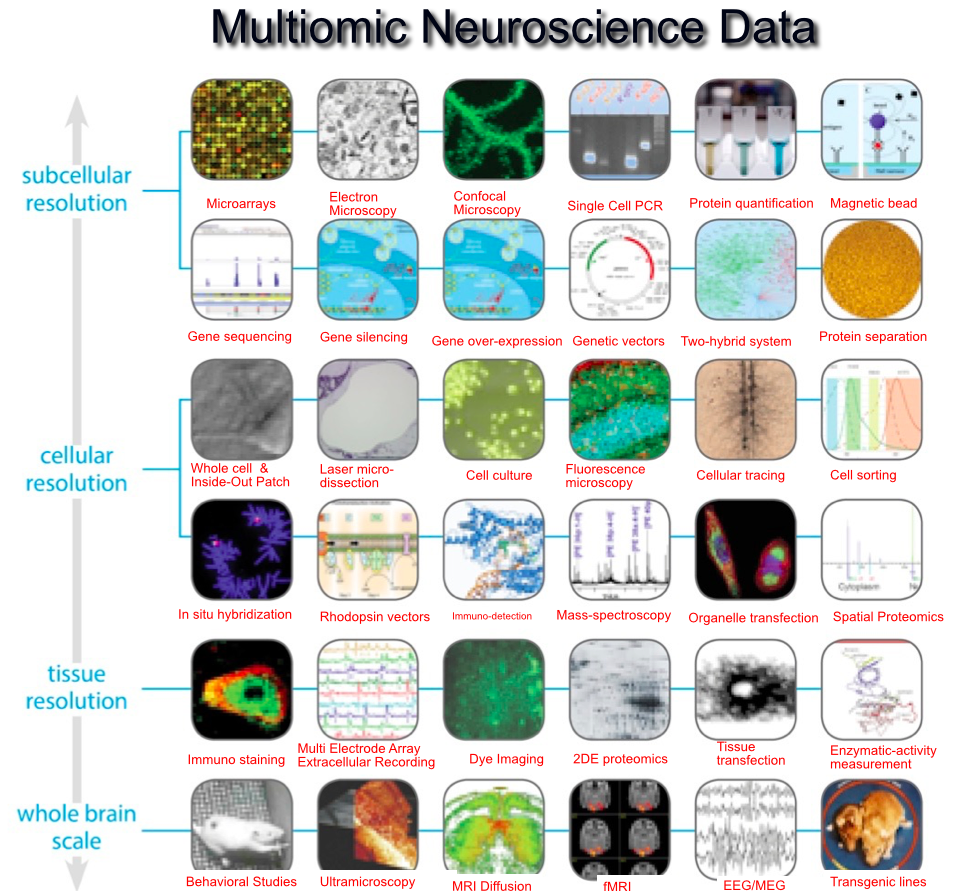 Multiomic Neuroscience Data
subcellular
resolution
Microarrays
Electron
Microscopy
Confocal
Microscopy
Single Cell PCR
Protein quantification
Magnetic bead
Gene sequencing
Gene silencing
Gene over-expression
Genetic vectors
Two-hybrid system
Protein separation
cellular
resolution
Whole cell &
Inside-Out Patch
Laser micro-
dissection
Cell culture
Fluorescence
microscopy
Cellular tracing
Cell sorting
In situ hybridization
Rhodopsin vectors
Immuno-detection
Mass-spectroscopy
Organelle transfection
Cytoplasm
Spatial Proteomics
tissue
resolution
Immuno staining
Multi Electrode Array
Extracellular Recording
Dye Imaging
2DE proteomics
Tissue
transfection
Enzymatic-activity
measurement
whole brain
scale
Behavioral Studies
Ultramicroscopy
MRI Diffusion
fMRI
EEG/MEG
Transgenic lines